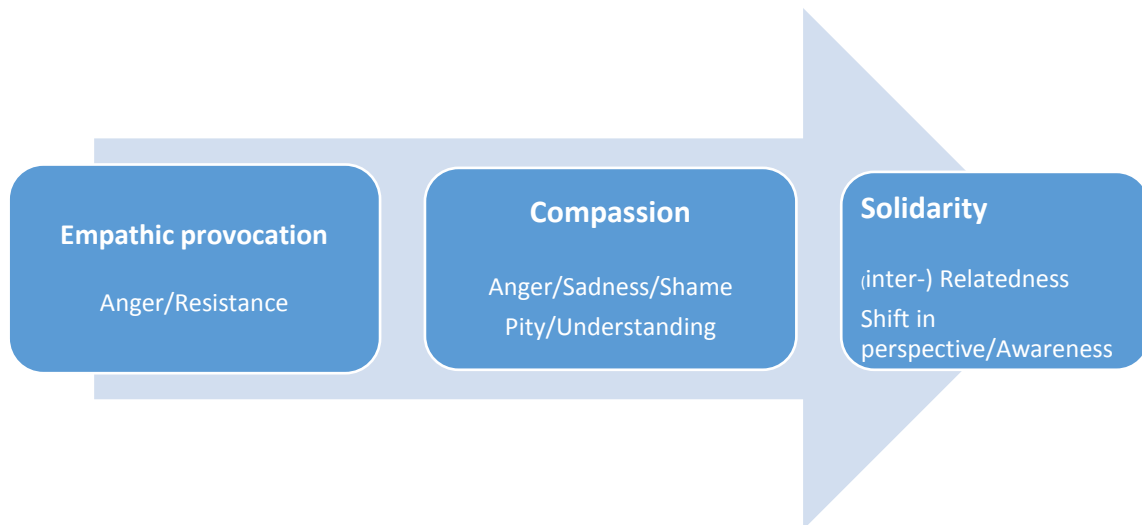 Empathic provocation
Anger/Resistance
Compassion
Anger/Sadness/Shame
Pity/Understanding
Solidarity
(inter-) Relatedness
Shift in
perspective/Awareness